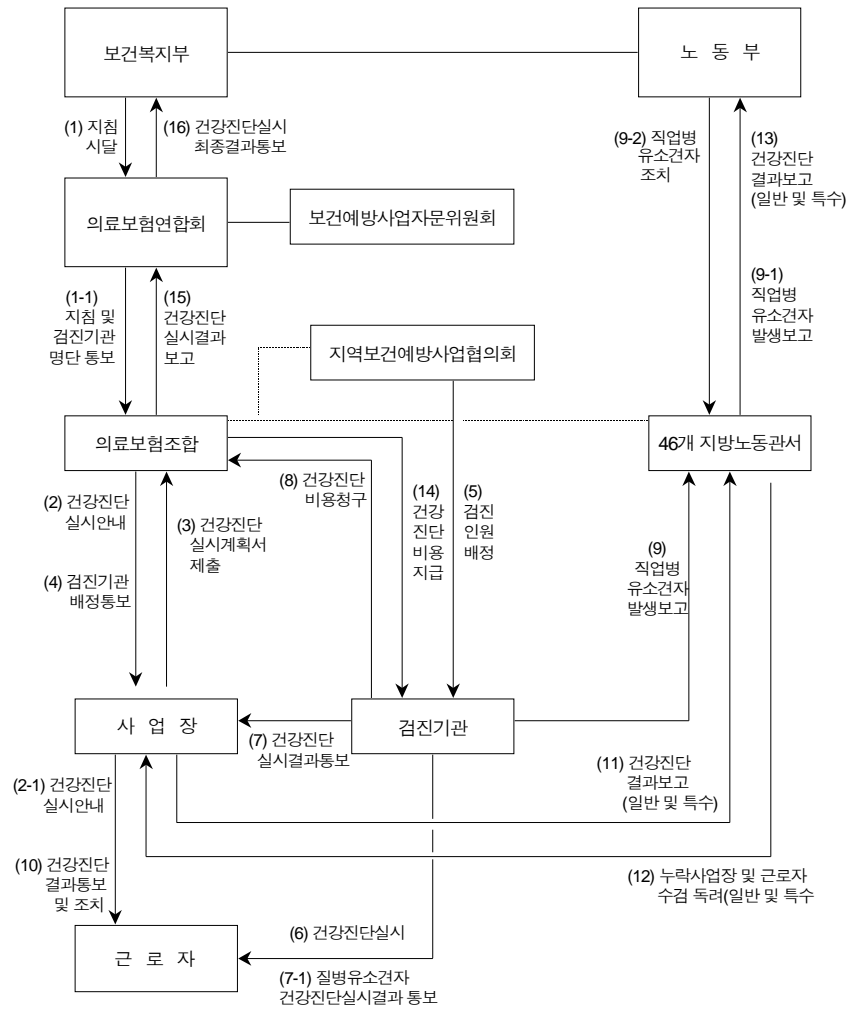 보건복지부
노 동 부
(1) 지침
시달
(16) 건강진단실시
최종결과통보
(9-2) 직업병
유소견자
조치
(13)
건강진단
결과보고
(일반 및 특수)
의료보험연합회
보건예방사업자문위원회
(1-1)
지침 및
검진기관
명단 통보
(15)
건강진단
실시결과
보고
(9-1)
직업병
유소견자
발생보고
지역보건예방사업협의회
의료보험조합
46개 지방노동관서
(2) 건강진단
실시안내
(3) 건강진단
실시계획서
제출
(4) 검진기관
배정통보
(8) 건강진단
비용청구
(14)
건강
진단
비용
지급
(5)
검진
인원
배정
(9)
직업병
유소견자
발생보고
사 업 장
검진기관
(7) 건강진단
실시결과통보
(2-1) 건강진단
실시안내
(11) 건강진단
결과보고
(일반 및 특수)
(10) 건강진단
결과통보
및 조치
(12) 누락사업장 및 근로자
수검 독려(일반 및 특수
근 로 자
(6) 건강진단실시
(7-1) 질병유소견자
건강진단실시결과 통보